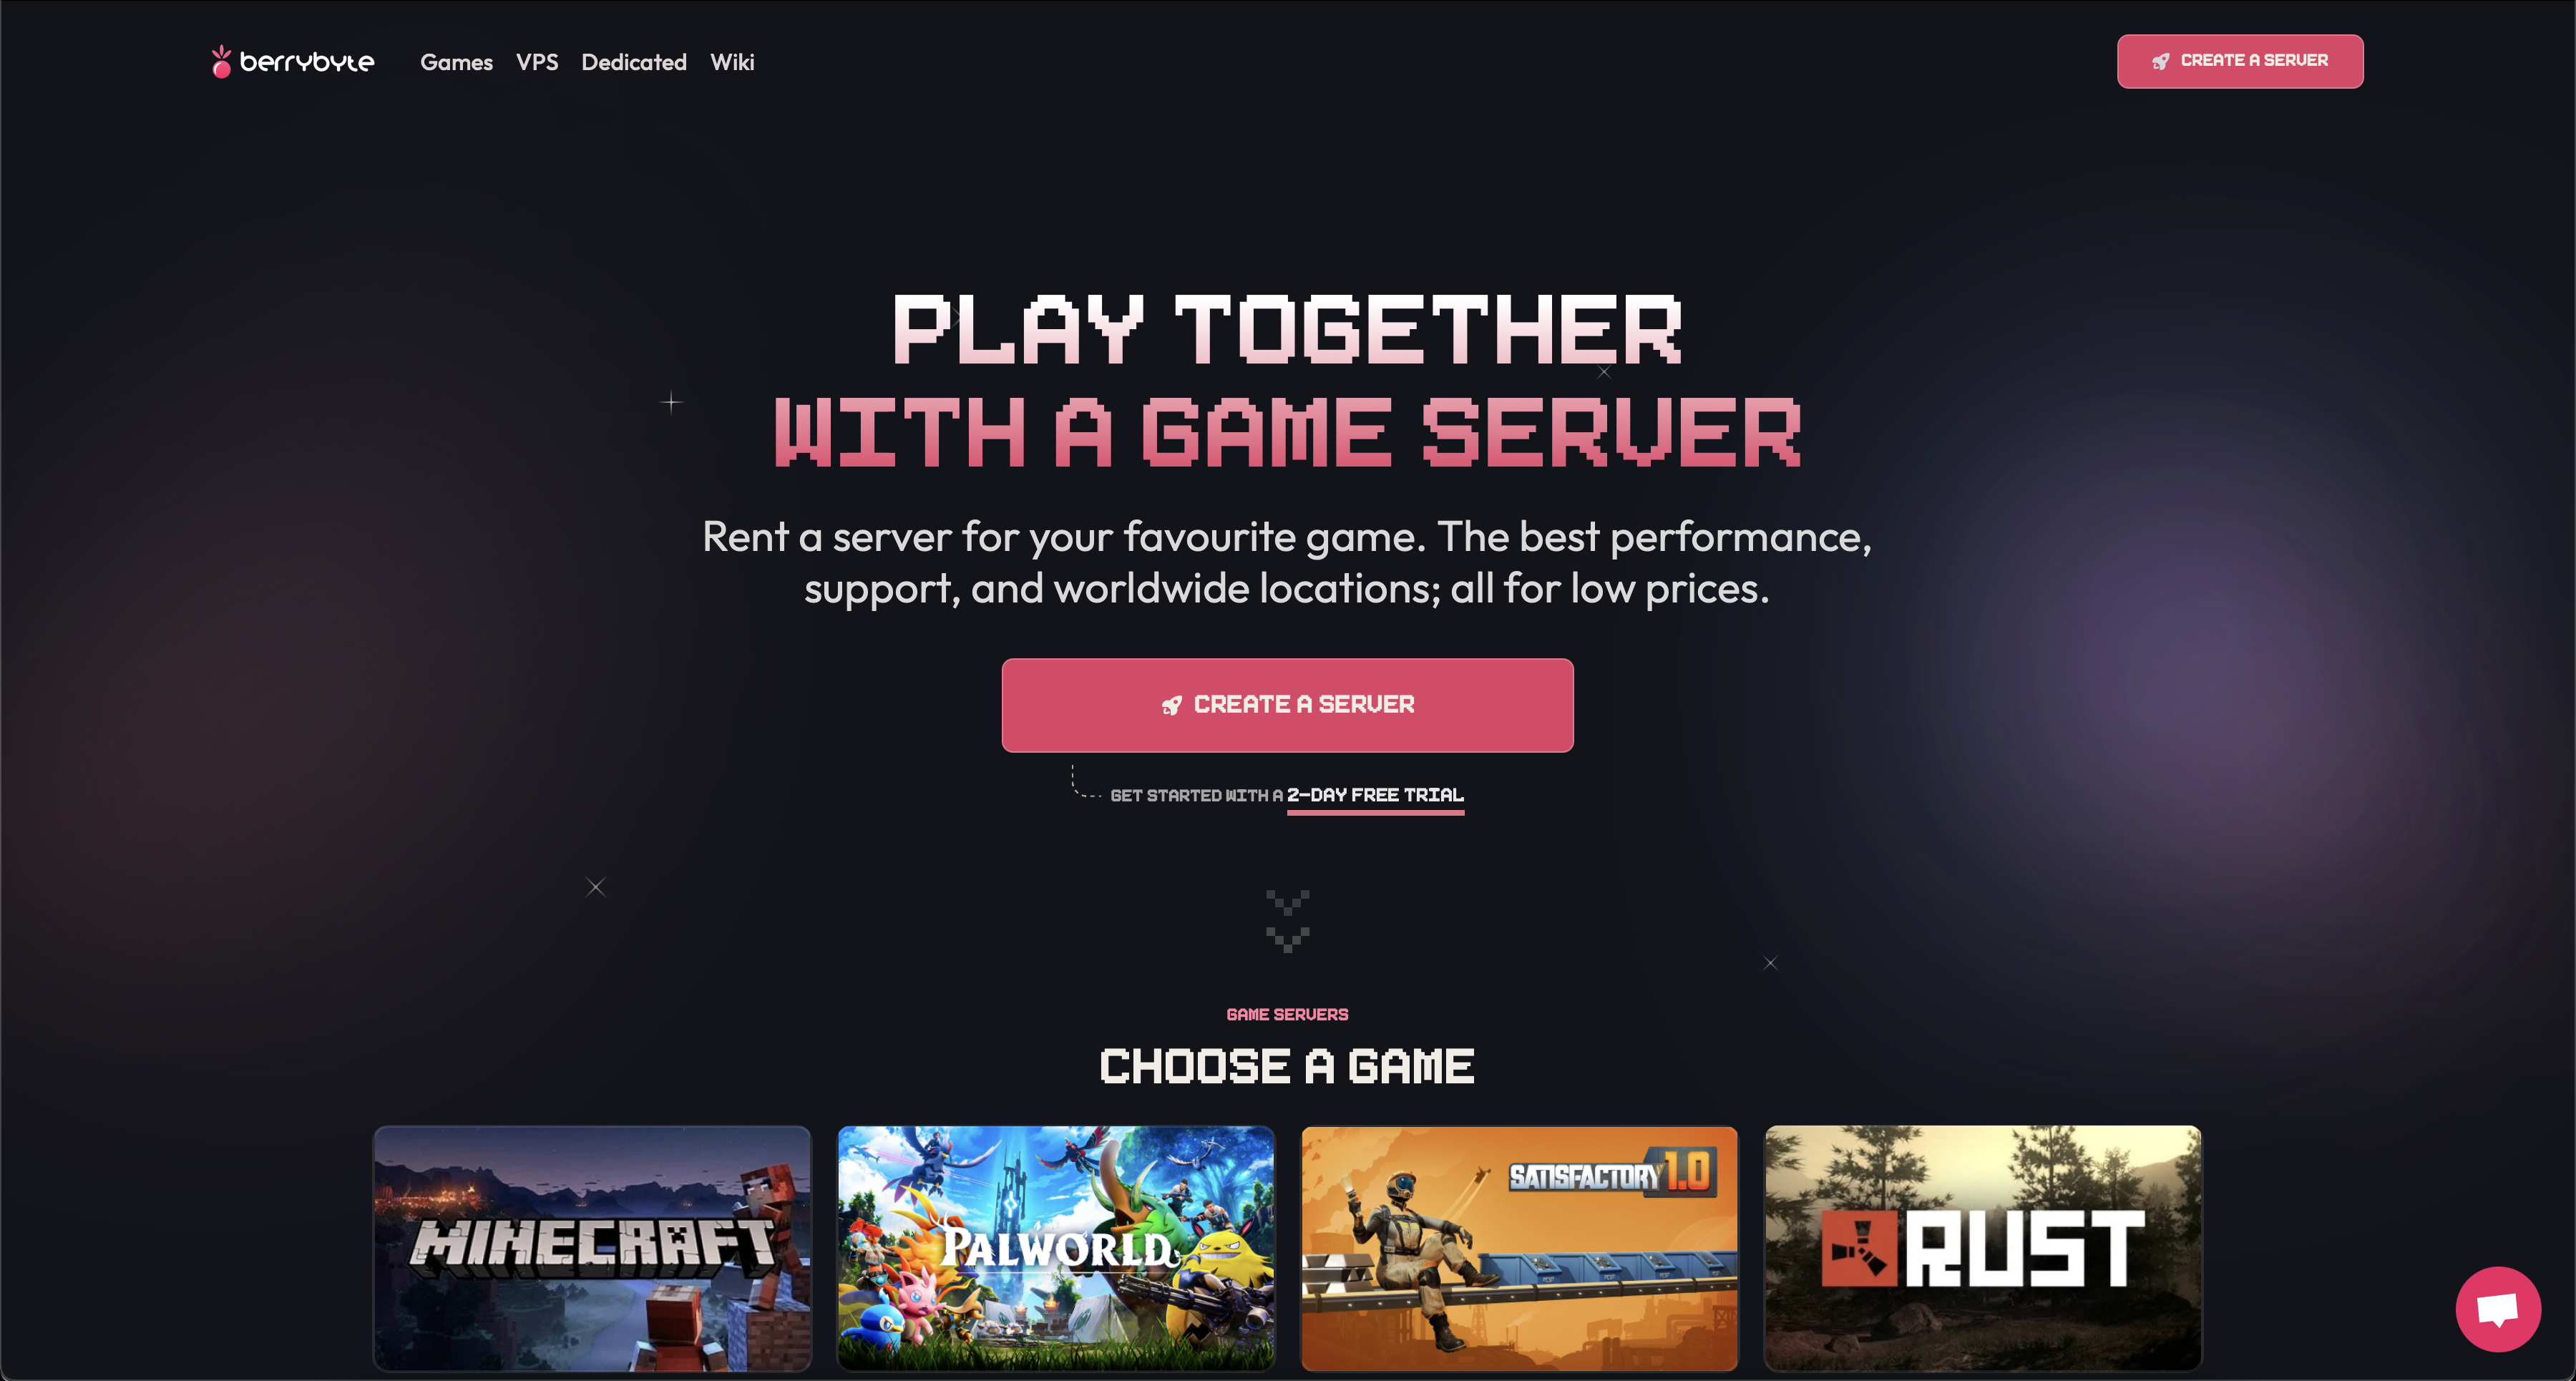 berrybyte
Games VPS Dedicated Wiki
CREATE A SERVER
PLAY TOGETHER
WITH A GAME SERVER
Rent a server for your favourite game. The best performance,
support, and worldwide locations; all for low prices.
CREATE A SERVER
GET STARTED WITH A 2-DAY FREE TRIAL
GAME SERVERS
CHOOSE A GAME
MINECRAFT
PALWORLD
SATISFACTORY 1.0
RUST